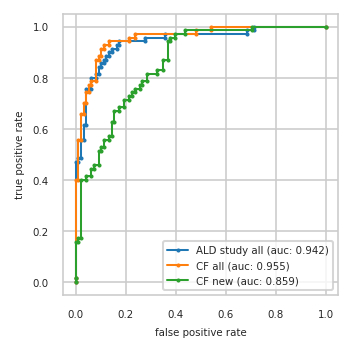 1.0
0.8
0.6
0.4
0.2
0.0
true positive rate
ALD study all (auc: 0.942)
CF all (auc: 0.955)
CF new (auc: 0.859)
0.0 0.2 0.4 0.6 0.8 1.0
false positive rate